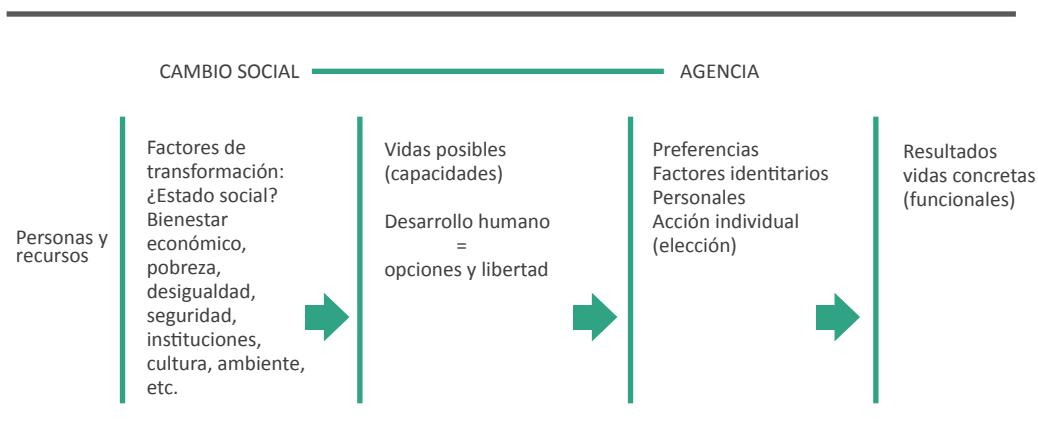 CAMBIO SOCIAL
AGENCIA
Personas y
recursos
Factores de
transformación:
¿Estado social?
Bienestar
económico,
pobreza,
desigualdad,
seguridad,
instituciones,
cultura, ambiente,
etc.
Vidas posibles
(capacidades)
Desarrollo humano
=
opciones y libertad
Preferencias
Factores identitarios
Personales
Acción individual
(elección)
Resultados
vidas concretas
(funcionales)